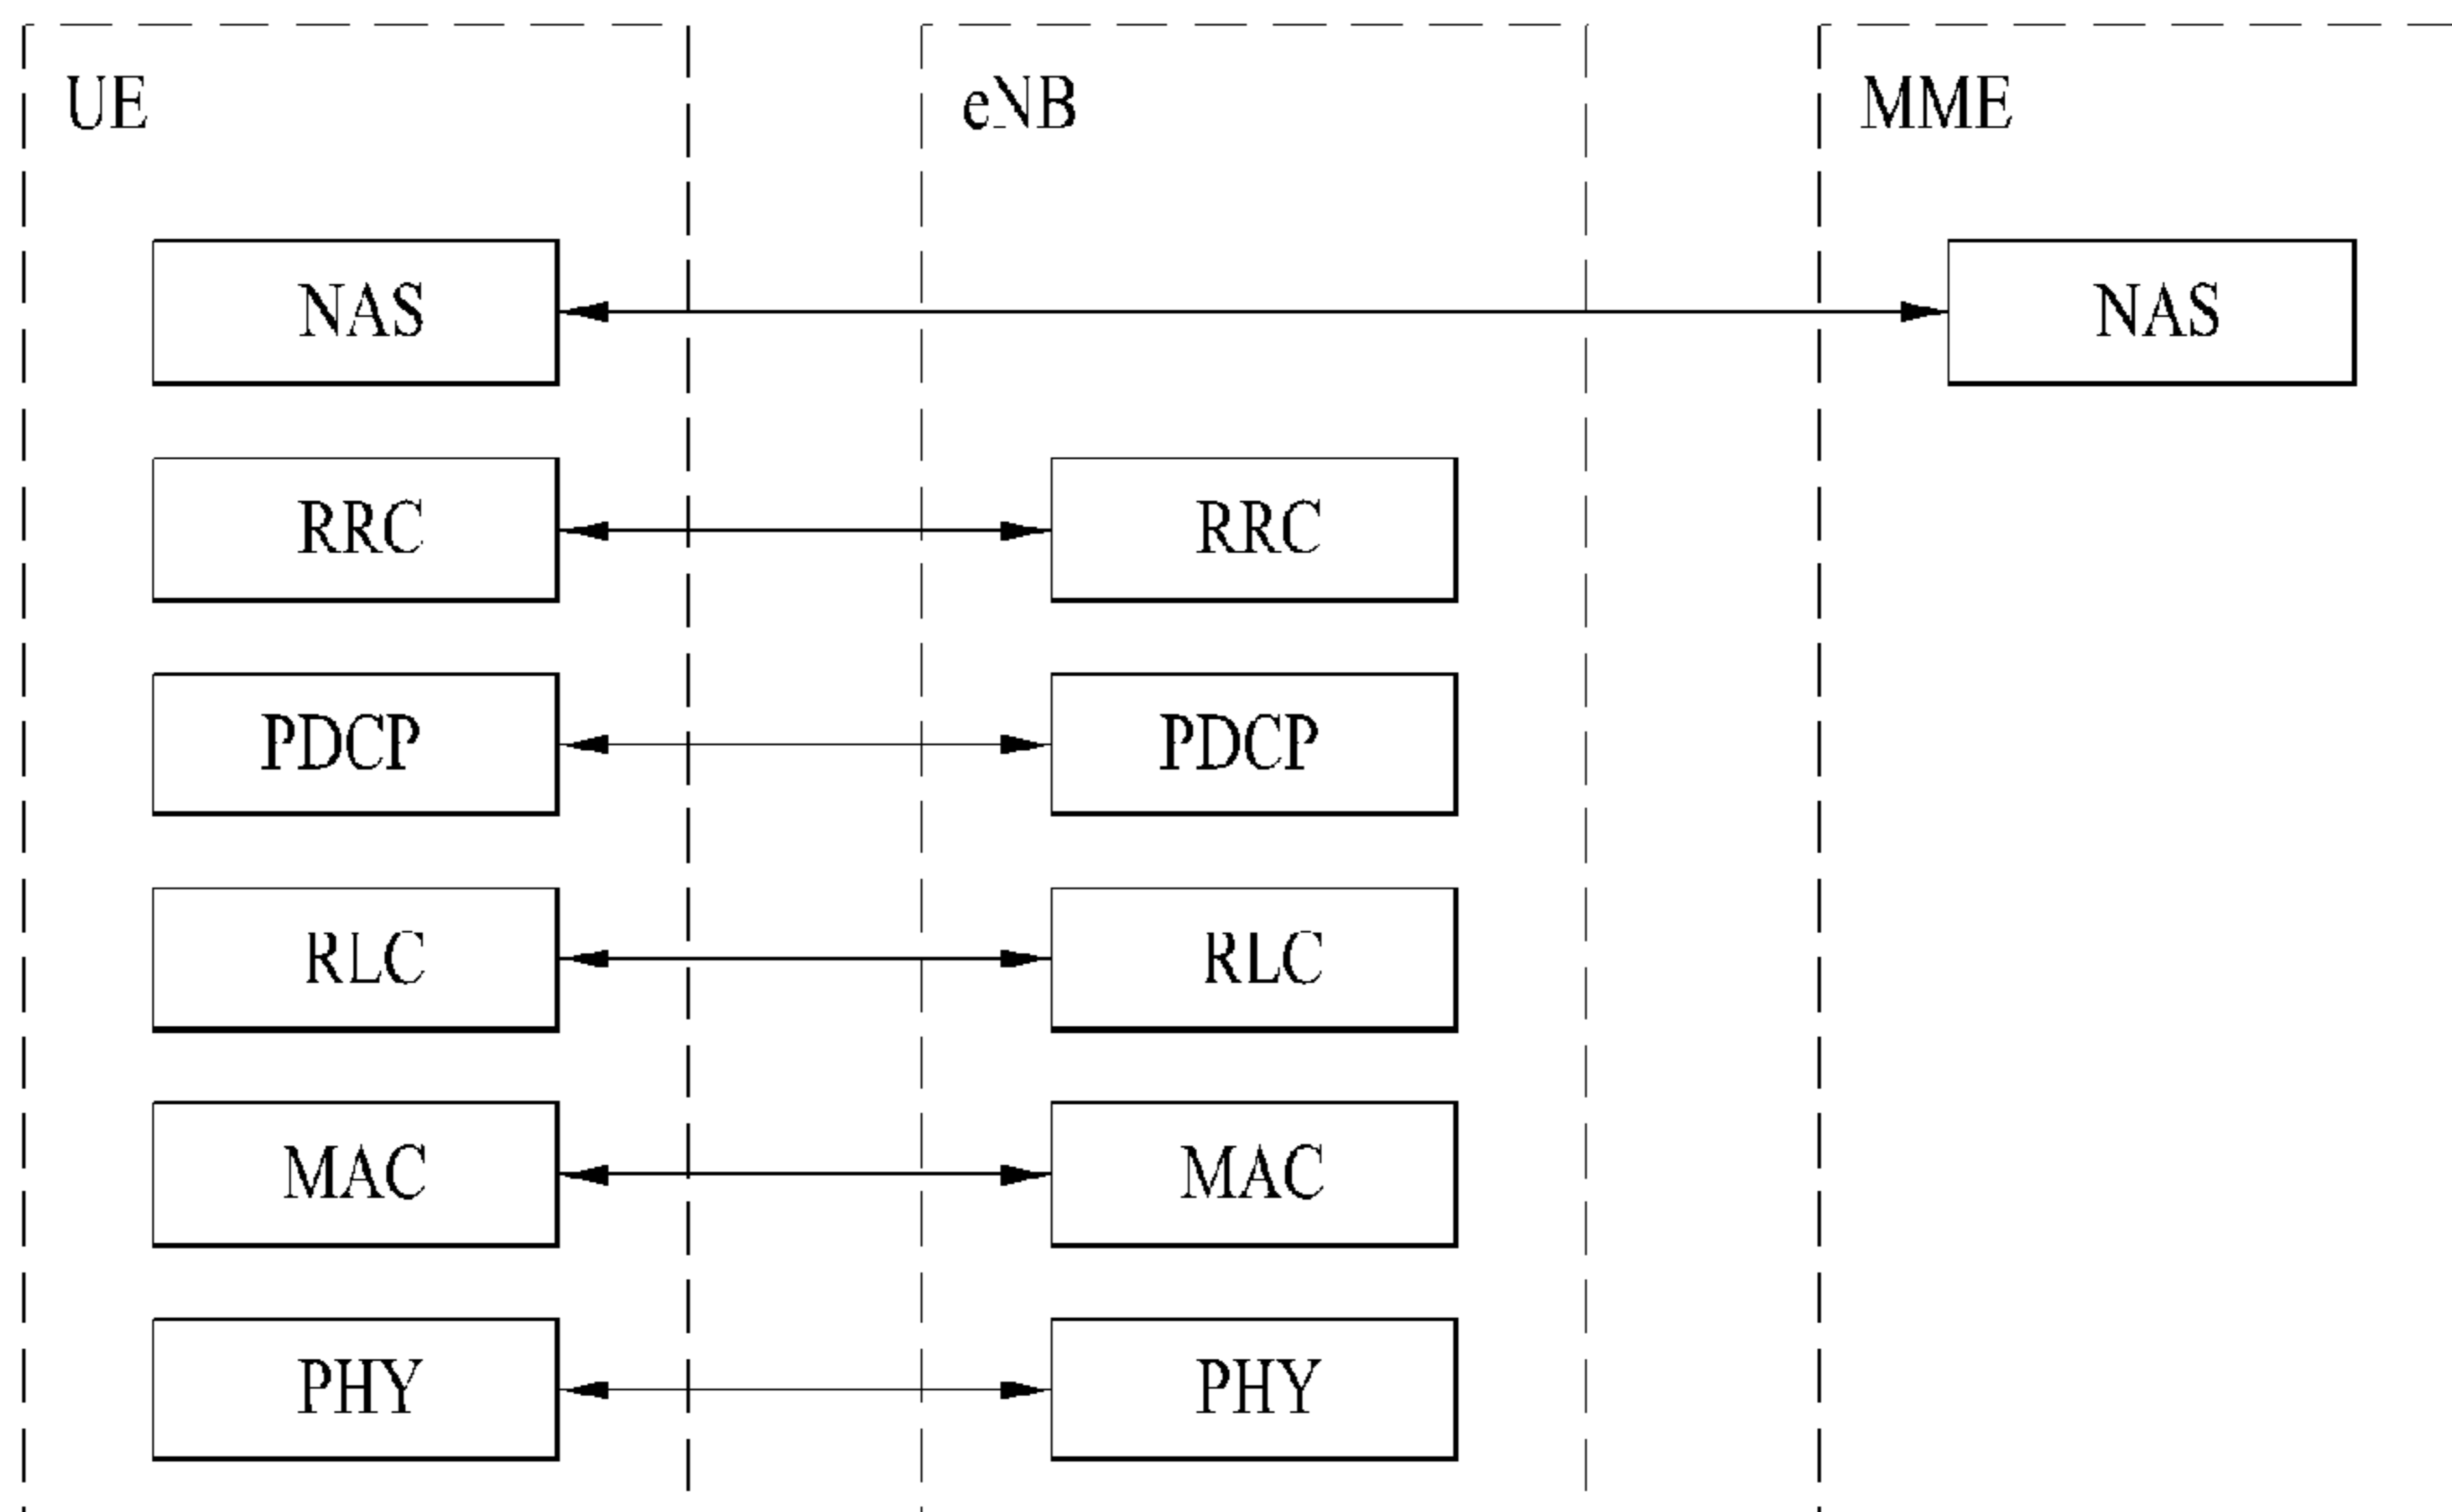 UE eNB MME
NAS NAS
RRC RRC
PDCP PDCP
RLC RLC
MAC MAC
PHY PHY